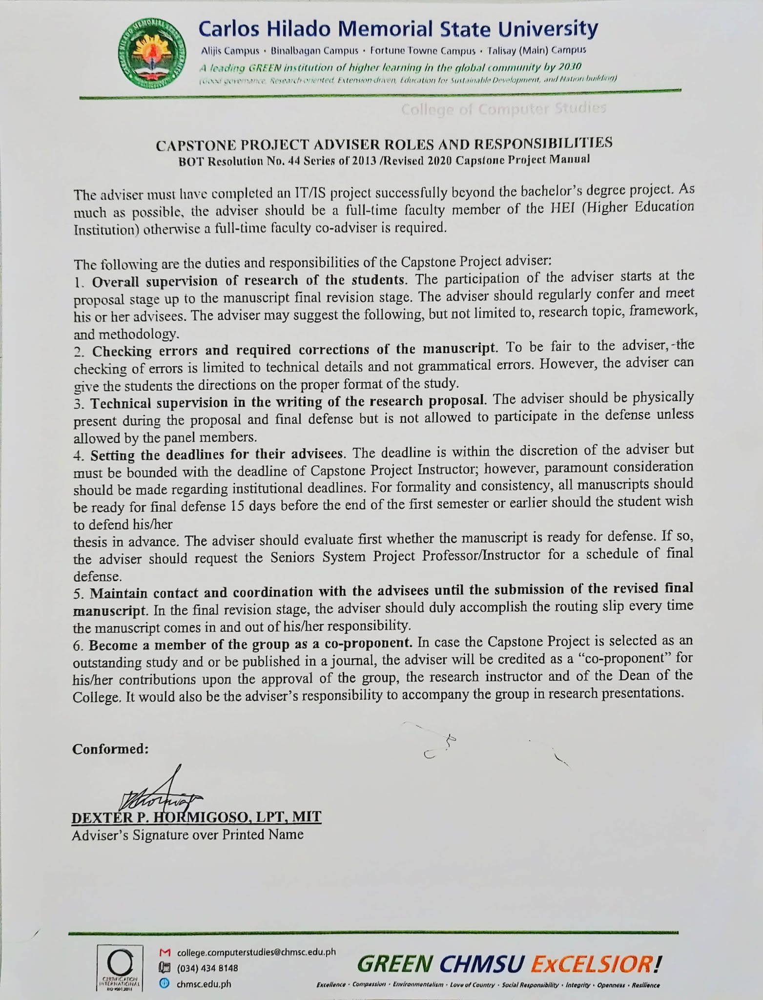 Carlos Hilado Memorial State University
Alijis Campus • Binalbagan Campus • Fortune Towne Campus • Talisay (Main) Campus
A leading GREEN institution of higher learning in the global community by 2030
(Good governance, Research-oriented, Extension-driven, Education for Sustainable Development, and Nation building)
College of Computer Studies
CAPSTONE PROJECT ADVISER ROLES AND RESPONSIBILITIES
BOT Resolution No. 44 Series of 2013 /Revised 2020 Capstone Project Manual
The adviser must have completed an IT/IS project successfully beyond the bachelor's degree project. As
much as possible, the adviser should be a full-time faculty member of the HEI (Higher Education
Institution) otherwise a full-time faculty co-adviser is required.
The following are the duties and responsibilities of the Capstone Project adviser:
1. Overall supervision of research of the students. The participation of the adviser starts at the
proposal stage up to the manuscript final revision stage. The adviser should regularly confer and meet
his or her advisees. The adviser may suggest the following, but not limited to, research topic, framework,
and methodology.
2. Checking errors and required corrections of the manuscript. To be fair to the adviser, the
checking of errors is limited to technical details and not grammatical errors. However, the adviser can
give the students the directions on the proper format of the study.
3. Technical supervision in the writing of the research proposal. The adviser should be physically
present during the proposal and final defense but is not allowed to participate in the defense unless
allowed by the panel members.
4. Setting the deadlines for their advisees. The deadline is within the discretion of the adviser but
must be bounded with the deadline of Capstone Project Instructor; however, paramount consideration
should be made regarding institutional deadlines. For formality and consistency, all manuscripts should
be ready for final defense 15 days before the end of the first semester or earlier should the student wish
to defend his/her
thesis in advance. The adviser should evaluate first whether the manuscript is ready for defense. If so,
the adviser should request the Seniors System Project Professor/Instructor for a schedule of final
defense.
5. Maintain contact and coordination with the advisees until the submission of the revised final
manuscript. In the final revision stage, the adviser should duly accomplish the routing slip every time
the manuscript comes in and out of his/her responsibility.
6. Become a member of the group as a co-proponent. In case the Capstone Project is selected as an
outstanding study and or be published in a journal, the adviser will be credited as a “co-proponent” for
his/her contributions upon the approval of the group, the research instructor and of the Dean of the
College. It would also be the adviser's responsibility to accompany the group in research presentations.
Conformed:
DEXTER P. HORMIGOSO, LPT, MIT
Adviser's Signature over Printed Name
college.computerstudies@chmsc.edu.ph
(034) 434 8148
chmsc.edu.ph
CERTIFICATION
INTERNATIONAL
GREEN CHMSU ExCELSIOR!
Excellence • Compassion • Environmentalism • Love of Country • Social Responsibility • Integrity • Openness • Resilience